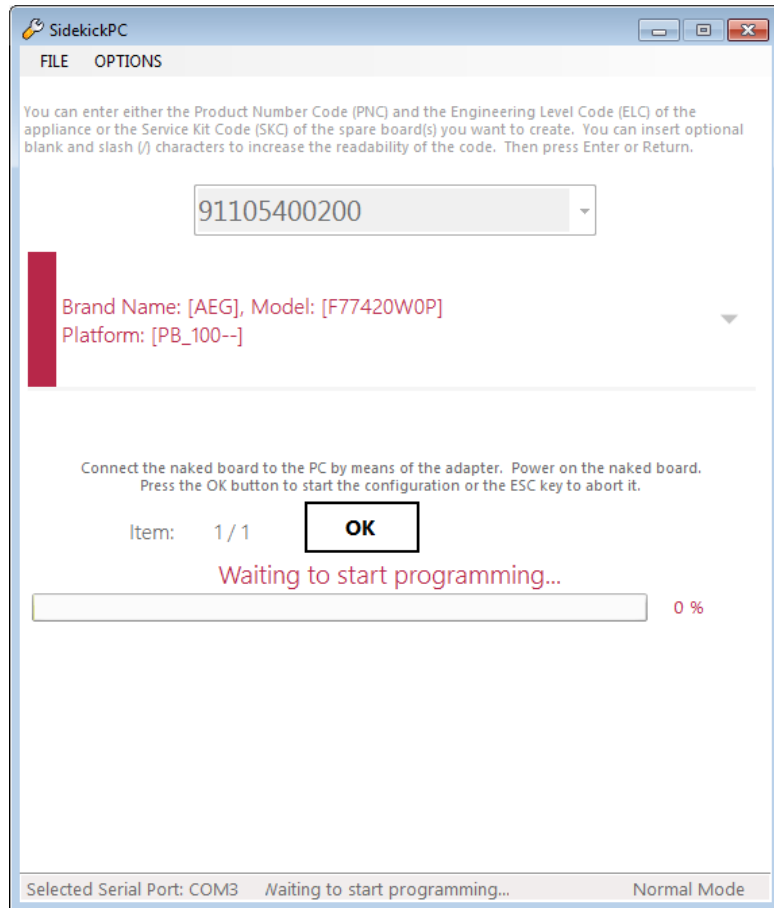 SidekickPC
FILE OPTIONS
You can enter either the Product Number Code (PNC) and the Engineering Level Code (ELC) of the
appliance or the Service Kit Code (SKC) of the spare board(s) you want to create. You can insert optional
blank and slash (/) characters to increase the readability of the code. Then press Enter or Return.
91105400200
Brand Name: [AEG], Model: [F77420W0P]
Platform: [PB_100--]
Connect the naked board to the PC by means of the adapter. Power on the naked board.
Press the OK button to start the configuration or the ESC key to abort it.
Item: 1 / 1 OK
Waiting to start programming...
0 %
Selected Serial Port: COM3 Waiting to start programming... Normal Mode